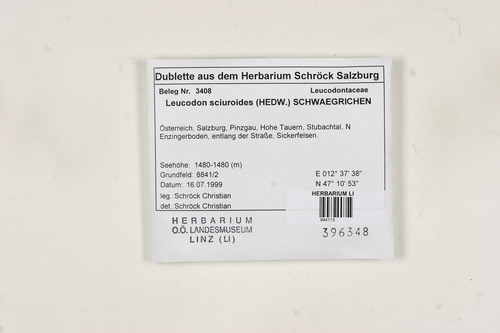 Dublette aus dem Herbarium Schröck Salzburg
Beleg Nr. 3408 Leucodontaceae
Leucodon sciuroides (HEDW.) SCHWAEGRICHEN
Österreich, Salzburg, Pinzgau, Hohe Tauern, Stubachtal, N
Enzingerboden, entlang der Straße, Sickerfelsen.
Seehöhe: 1480-1480 (m)
Grundfeld: 8841/2 E 012° 37' 38"
Datum: 16.07.1999 N 47° 10' 53"
leg. Schröck Christian HERBARIUM LI
det. Schröck Christian
944113
HERBARIUM
O.Ö. LANDESMUSEUM
LINZ (LI)
396348